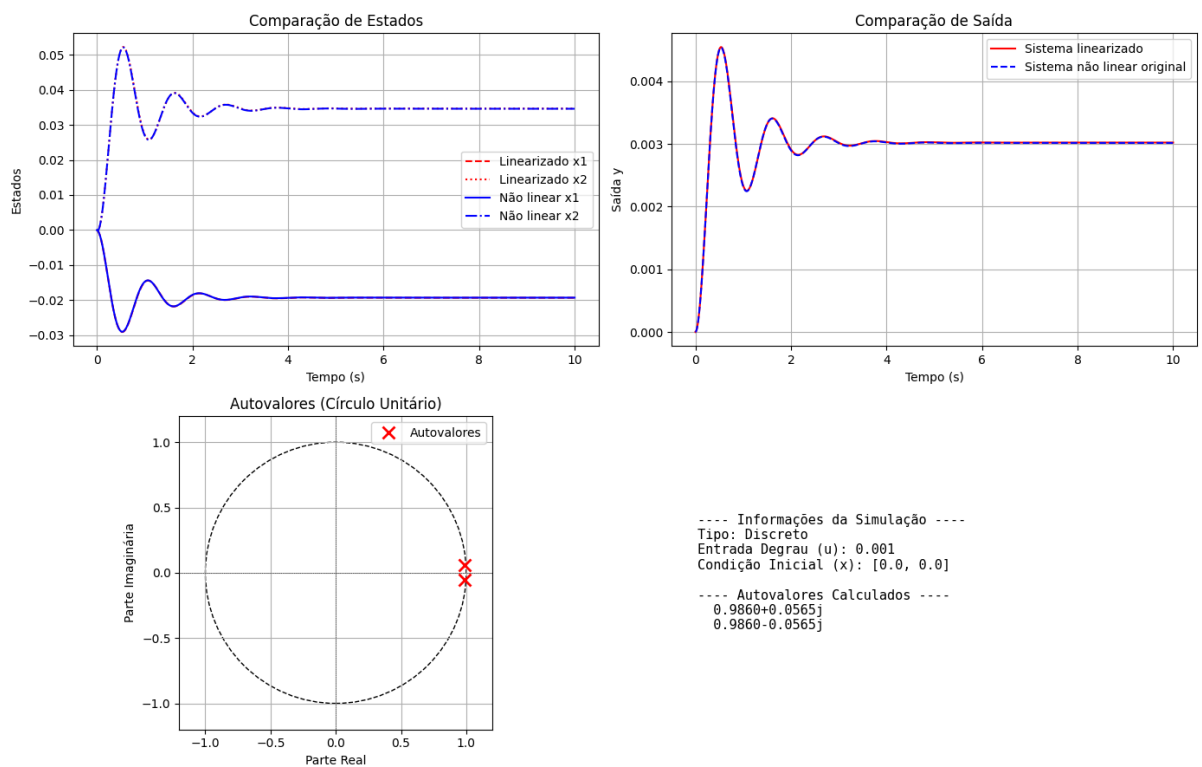 Comparação de Estados
0.05
0.04
0.03
0.02
0.01
0.00
−0.01
−0.02
−0.03
Estados
Linearizado x1
Linearizado x2
Não linear x1
Não linear x2
0
2
4
6
8
10
Tempo (s)
Comparação de Saída
0.004
0.003
0.002
0.001
0.000
Saída y
Sistema linearizado
Sistema não linear original
0
2
4
6
8
10
Tempo (s)
Autovalores (Círculo Unitário)
1.0
0.5
0.0
−0.5
−1.0
Parte Imaginária
Autovalores
−1.0
−0.5
0.0
0.5
1.0
Parte Real
---- Informações da Simulação ----
Tipo: Discreto
Entrada Degrau (u): 0.001
Condição Inicial (x): [0.0, 0.0]
---- Autovalores Calculados ----
0.9860+0.0565j
0.9860-0.0565j